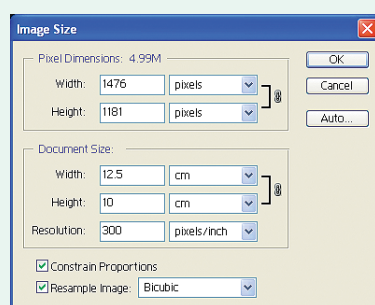 Image Size
Pixel Dimensions: 4.99M
OK
Width: 1476 pixels
Cancel
Height: 1181 pixels
Auto...
Document Size:
Width: 12.5 cm
Height: 10 cm
Resolution: 300 pixels/inch
Constrain Proportions
Resample Image: Bicubic